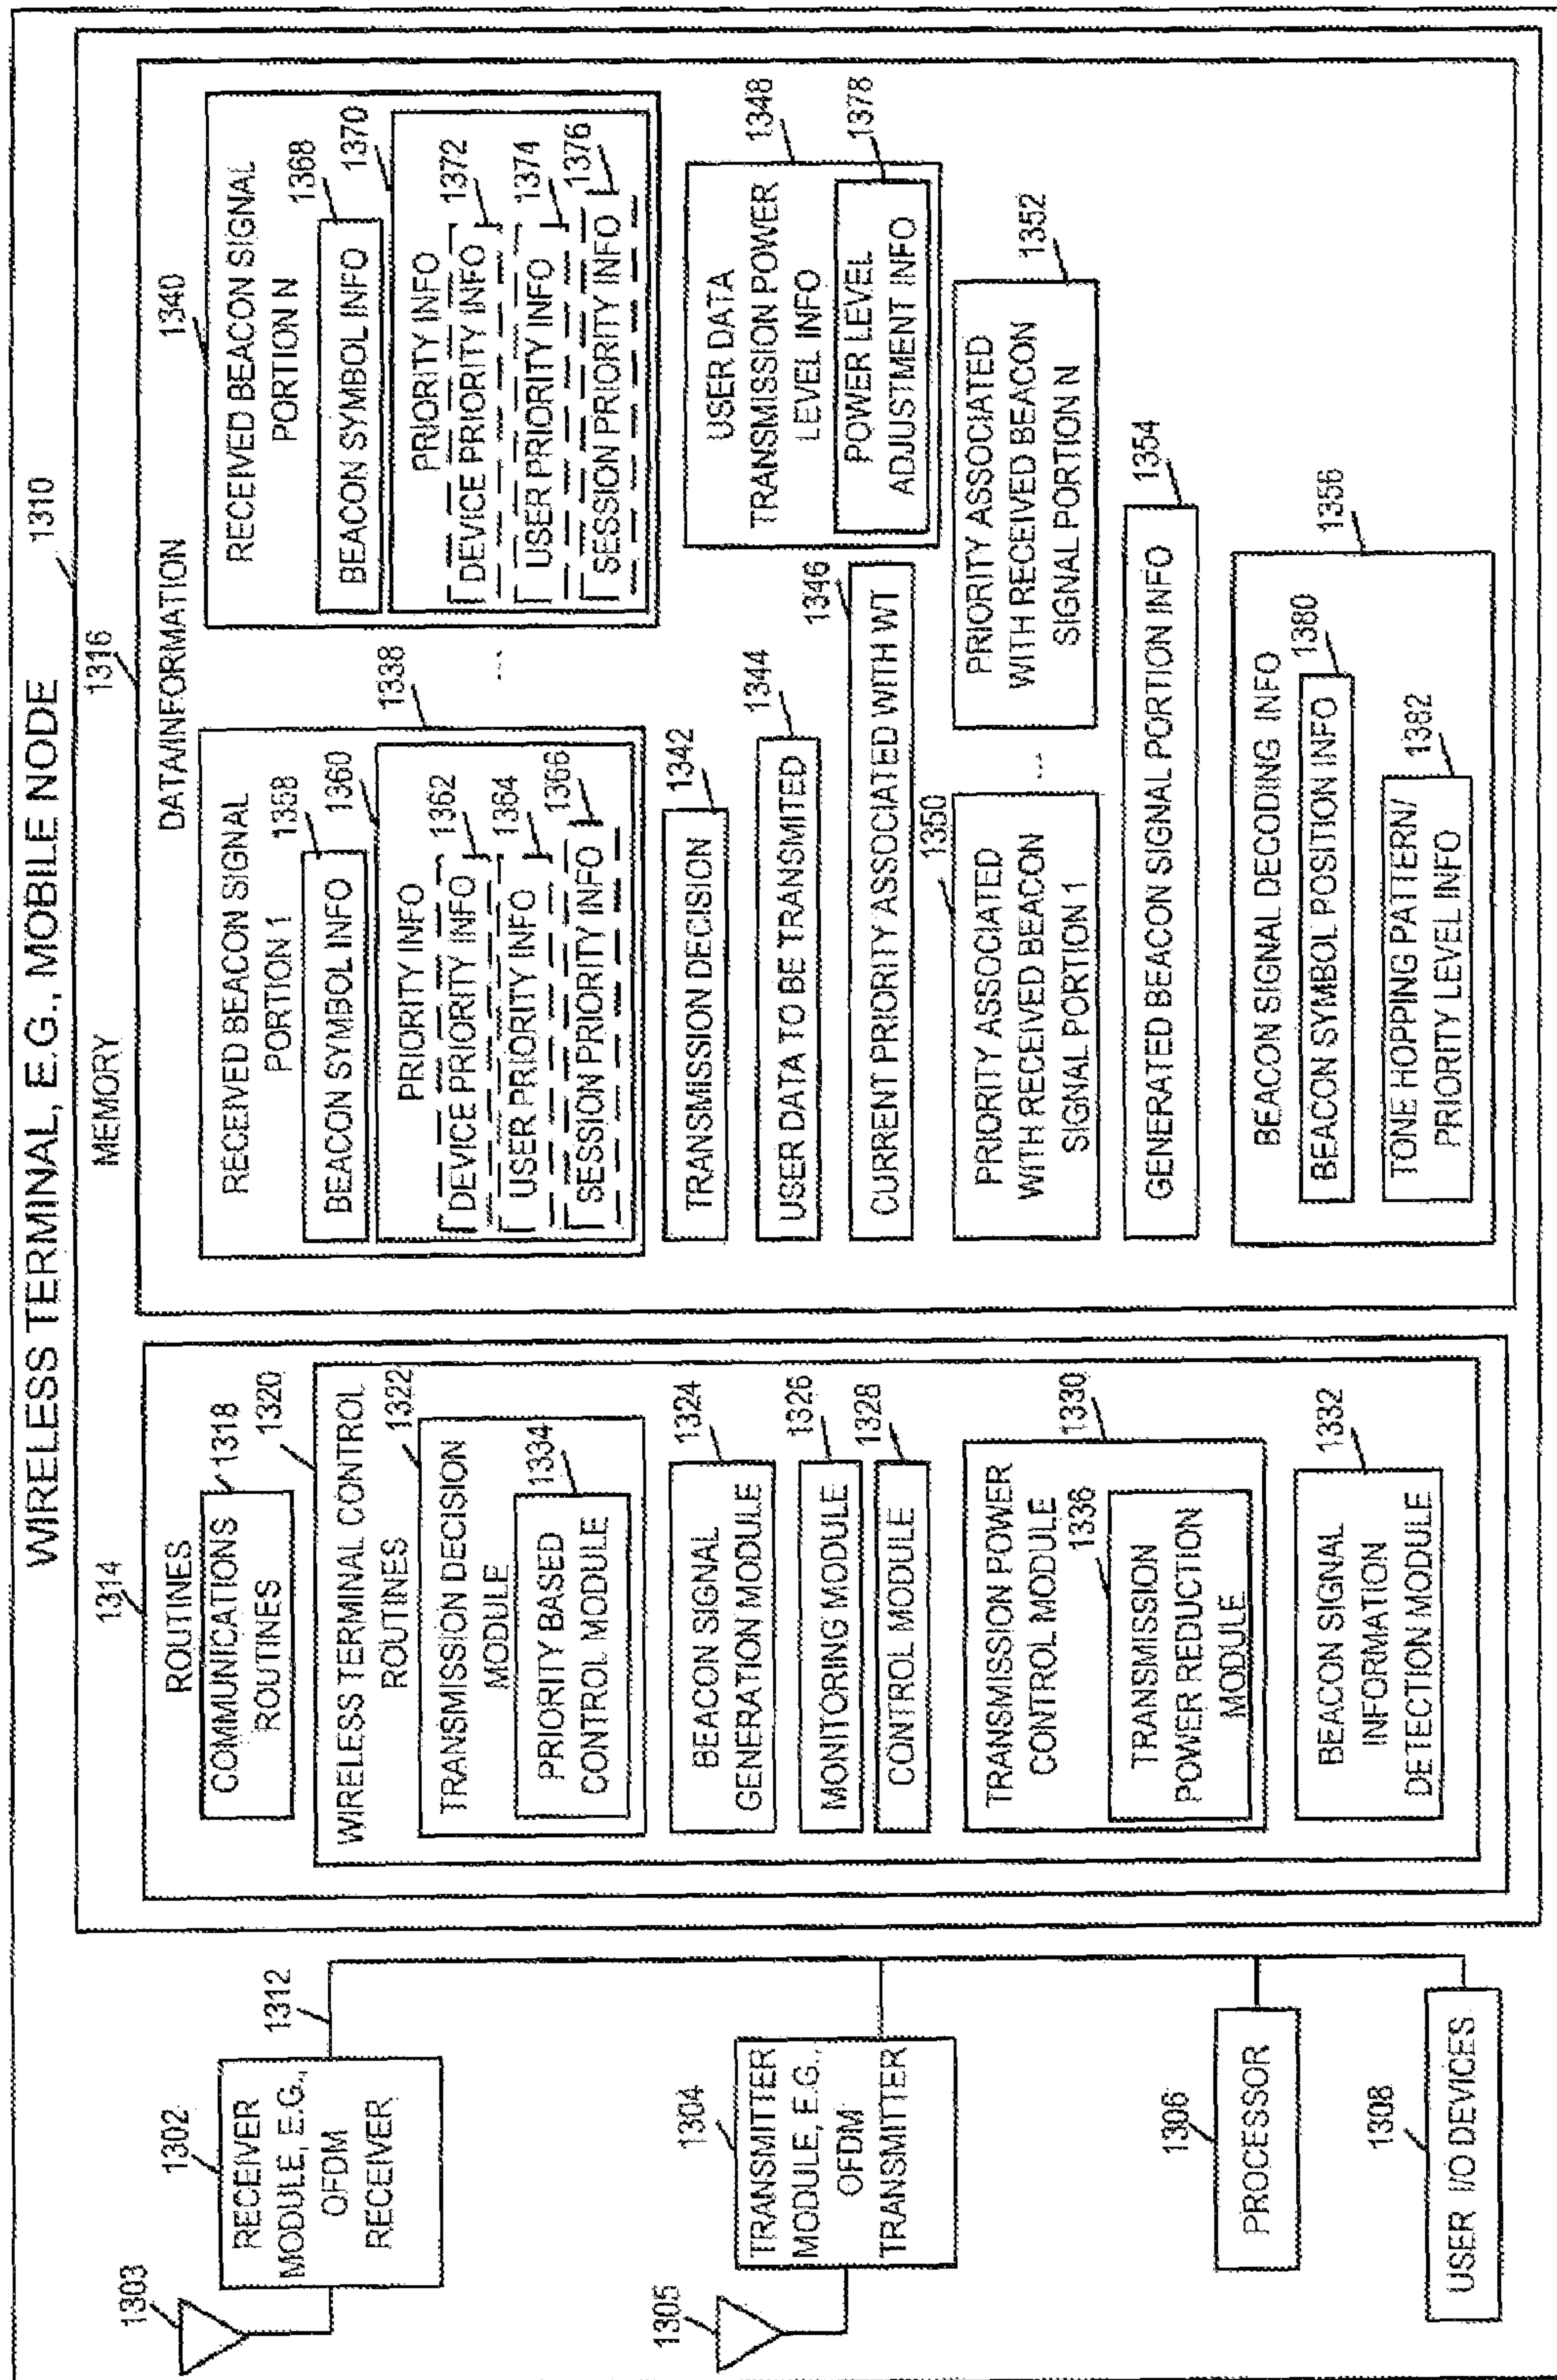 WIRELESS TERMINAL, E.G., MOBILE NODE
1310
1303
1302
RECEIVER
MODULE, E.G.,
OFDM
RECEIVER
1312
1305
1304
TRANSMITTER
MODULE, E.G.,
OFDM
TRANSMITTER
1306
PROCESSOR
1308
USER I/O DEVICES
MEMORY
1314
ROUTINES
COMMUNICATIONS
ROUTINES
1318
1320
WIRELESS TERMINAL CONTROL
ROUTINES
1322
TRANSMISSION DECISION
MODULE
1334
PRIORITY BASED
CONTROL MODULE
1324
BEACON SIGNAL
GENERATION MODULE
1326
MONITORING MODULE
1328
CONTROL MODULE
1330
TRANSMISSION POWER
CONTROL MODULE
1336
TRANSMISSION
POWER REDUCTION
MODULE
1332
BEACON SIGNAL
INFORMATION
DETECTION MODULE
1316
DATA/INFORMATION
RECEIVED BEACON SIGNAL
PORTION 1
1338
1358
BEACON SYMBOL INFO
1360
PRIORITY INFO
DEVICE PRIORITY INFO
1362
USER PRIORITY INFO
1364
SESSION PRIORITY INFO
1366
...
1340
RECEIVED BEACON SIGNAL
PORTION N
1368
BEACON SYMBOL INFO
1370
PRIORITY INFO
DEVICE PRIORITY INFO
1372
USER PRIORITY INFO
1374
SESSION PRIORITY INFO
1376
1342
TRANSMISSION DECISION
1344
USER DATA TO BE TRANSMITED
1346
CURRENT PRIORITY ASSOCIATED WITH WT
1348
USER DATA
TRANSMISSION POWER
LEVEL INFO
1378
POWER LEVEL
ADJUSTMENT INFO
1350
PRIORITY ASSOCIATED
WITH RECEIVED BEACON
SIGNAL PORTION 1
...
1352
PRIORITY ASSOCIATED
WITH RECEIVED BEACON
SIGNAL PORTION N
1354
GENERATED BEACON SIGNAL PORTION INFO
1356
BEACON SIGNAL DECODING INFO
1380
BEACON SYMBOL POSITION INFO
1382
TONE HOPPING PATTERN/
PRIORITY LEVEL INFO